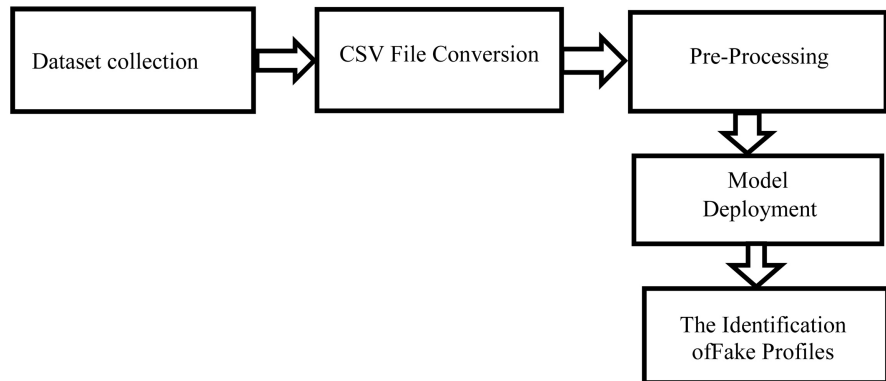 Dataset collection
CSV File Conversion
Pre-Processing
Model
Deployment
The Identification
ofFake Profiles